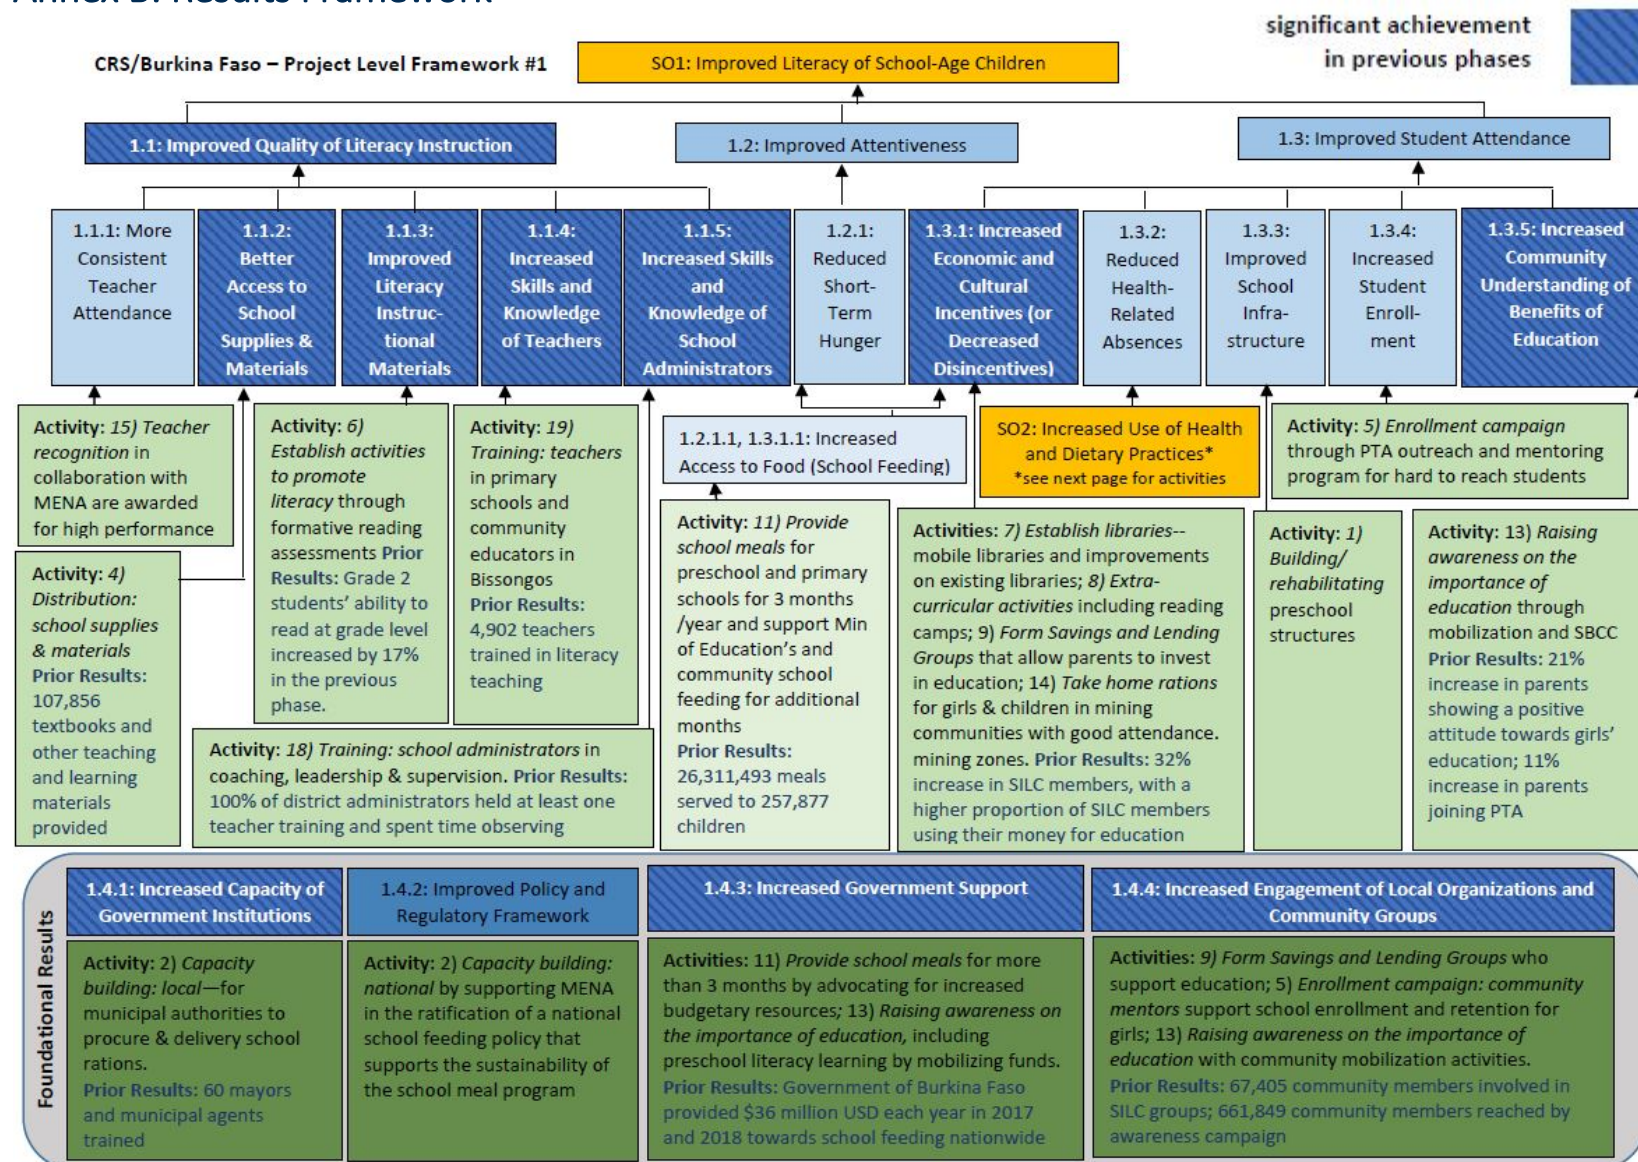 Annex B: Results Framework
significant achievement
in previous phases
CRS/Burkina Faso – Project Level Framework #1
SO1: Improved Literacy of School-Age Children
1.1: Improved Quality of Literacy Instruction
1.2: Improved Attentiveness
1.3: Improved Student Attendance
1.1.1: More
Consistent
Teacher
Attendance
1.1.2:
Better
Access to
School
Supplies &
Materials
1.1.3:
Improved
Literacy
Instruc-
tional
Materials
1.1.4:
Increased
Skills and
Knowledge
of Teachers
1.1.5:
Increased Skills
and
Knowledge of
School
Administrators
1.2.1:
Reduced
Short-
Term
Hunger
1.3.1: Increased
Economic and
Cultural
Incentives (or
Decreased
Disincentives)
1.3.2:
Reduced
Health-
Related
Absences
1.3.3:
Improved
School
Infra-
structure
1.3.4:
Increased
Student
Enroll-
ment
1.3.5: Increased
Community
Understanding of
Benefits of
Education
Activity: 15) Teacher
recognition in
collaboration with
MENA are awarded
for high performance
Activity: 4)
Distribution:
school supplies
& materials
Prior Results:
107,856
textbooks and
other teaching
and learning
materials
provided
Activity: 6)
Establish activities
to promote
literacy through
formative reading
assessments Prior
Results: Grade 2
students' ability to
read at grade level
increased by 17%
in the previous
phase.
Activity: 19)
Training: teachers
in primary
schools and
community
educators in
Bissongos
Prior Results:
4,902 teachers
trained in literacy
teaching
Activity: 18) Training: school administrators in
coaching, leadership & supervision. Prior Results:
100% of district administrators held at least one
teacher training and spent time observing
1.2.1.1, 1.3.1.1: Increased
Access to Food (School Feeding)
Activity: 11) Provide
school meals for
preschool and primary
schools for 3 months
/year and support Min
of Education's and
community school
feeding for additional
months
Prior Results:
26,311,493 meals
served to 257,877
children
SO2: Increased Use of Health
and Dietary Practices*
*see next page for activities
Activities: 7) Establish libraries--
mobile libraries and improvements
on existing libraries; 8) Extra-
curricular activities including reading
camps; 9) Form Savings and Lending
Groups that allow parents to invest
in education; 14) Take home rations
for girls & children in mining
communities with good attendance.
mining zones. Prior Results: 32%
increase in SILC members, with a
higher proportion of SILC members
using their money for education
Activity: 1)
Building/
rehabilitating
preschool
structures
Activity: 5) Enrollment campaign
through PTA outreach and mentoring
program for hard to reach students
Activity: 13) Raising
awareness on the
importance of
education through
mobilization and SBCC
Prior Results: 21%
increase in parents
showing a positive
attitude towards girls'
education; 11%
increase in parents
joining PTA
Foundational Results
1.4.1: Increased Capacity of
Government Institutions
Activity: 2) Capacity
building: local—for
municipal authorities to
procure & delivery school
rations.
Prior Results: 60 mayors
and municipal agents
trained
1.4.2: Improved Policy and
Regulatory Framework
Activity: 2) Capacity building:
national by supporting MENA
in the ratification of a national
school feeding policy that
supports the sustainability of
the school meal program
1.4.3: Increased Government Support
Activities: 11) Provide school meals for more
than 3 months by advocating for increased
budgetary resources; 13) Raising awareness on
the importance of education, including
preschool literacy learning by mobilizing funds.
Prior Results: Government of Burkina Faso
provided $36 million USD each year in 2017
and 2018 towards school feeding nationwide
1.4.4: Increased Engagement of Local Organizations and
Community Groups
Activities: 9) Form Savings and Lending Groups who
support education; 5) Enrollment campaign: community
mentors support school enrollment and retention for
girls; 13) Raising awareness on the importance of
education with community mobilization activities.
Prior Results: 67,405 community members involved in
SILC groups; 661,849 community members reached by
awareness campaign